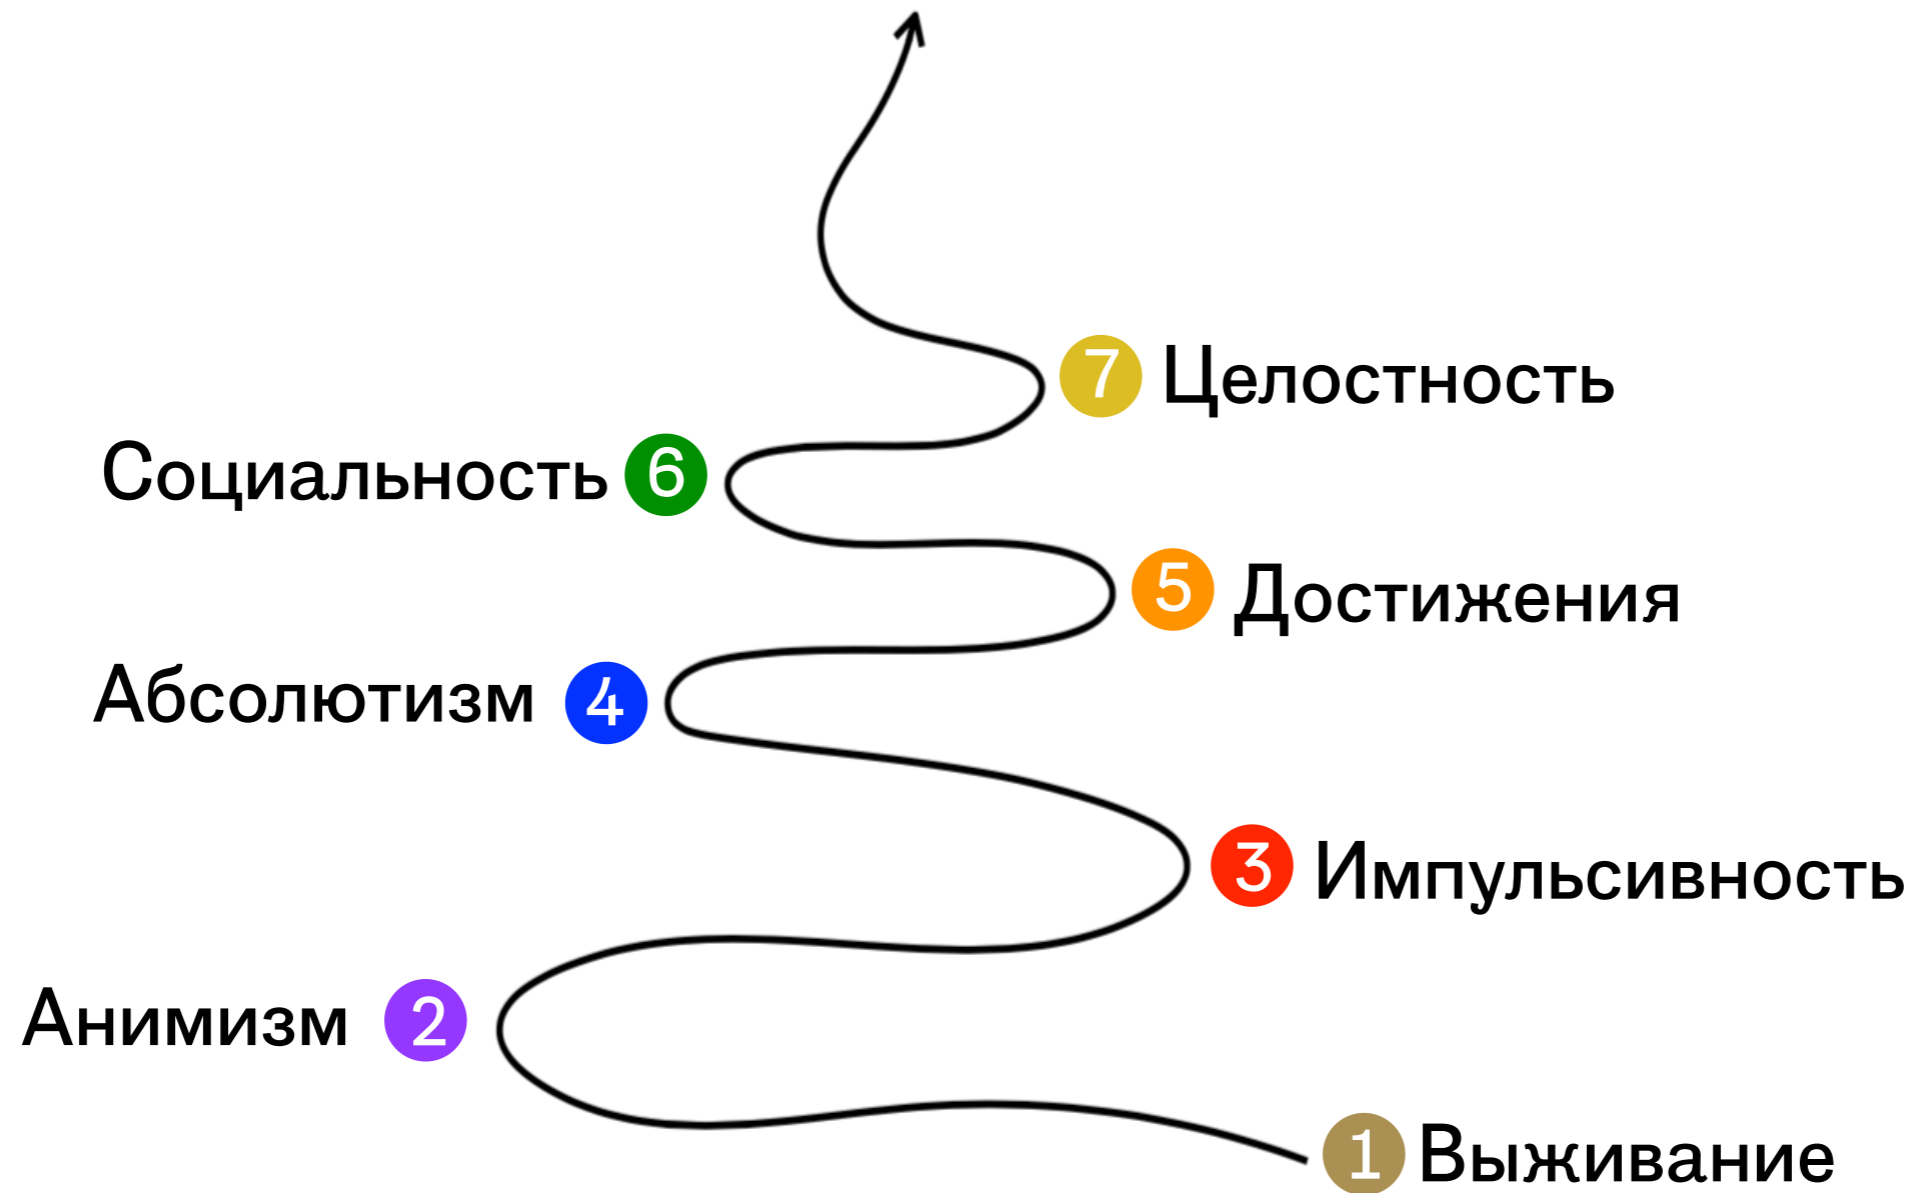 7 Целостность
Социальность 6
5 Достижения
Абсолютизм 4
3 Импульсивность
Анимизм 2
1 Выживание